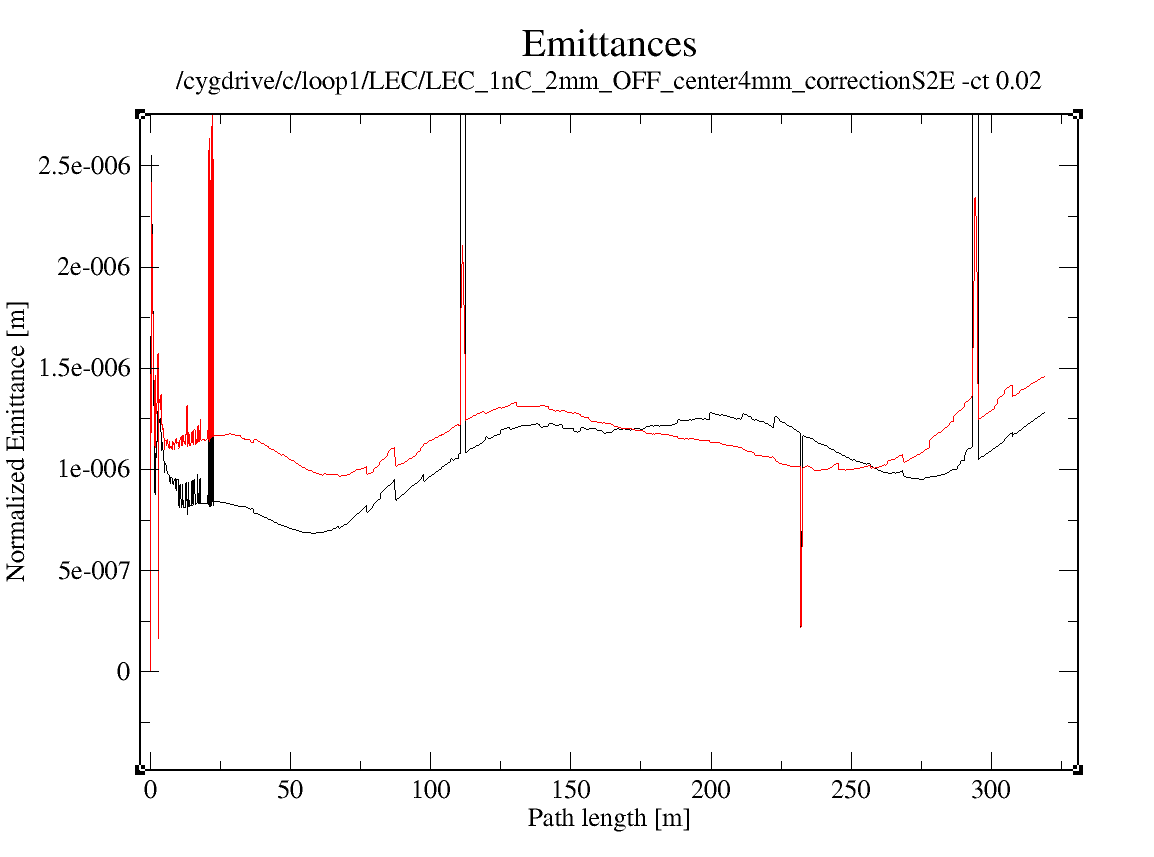 Emittances
/cygdrive/c/loop1/LEC/LEC_1nC_2mm_OFF_center4mm_correctionS2E -ct 0.02
Normalized Emittance [m]
2.5e-006
2e-006
1.5e-006
1e-006
5e-007
0
0 50 100 150 200 250 300
Path length [m]